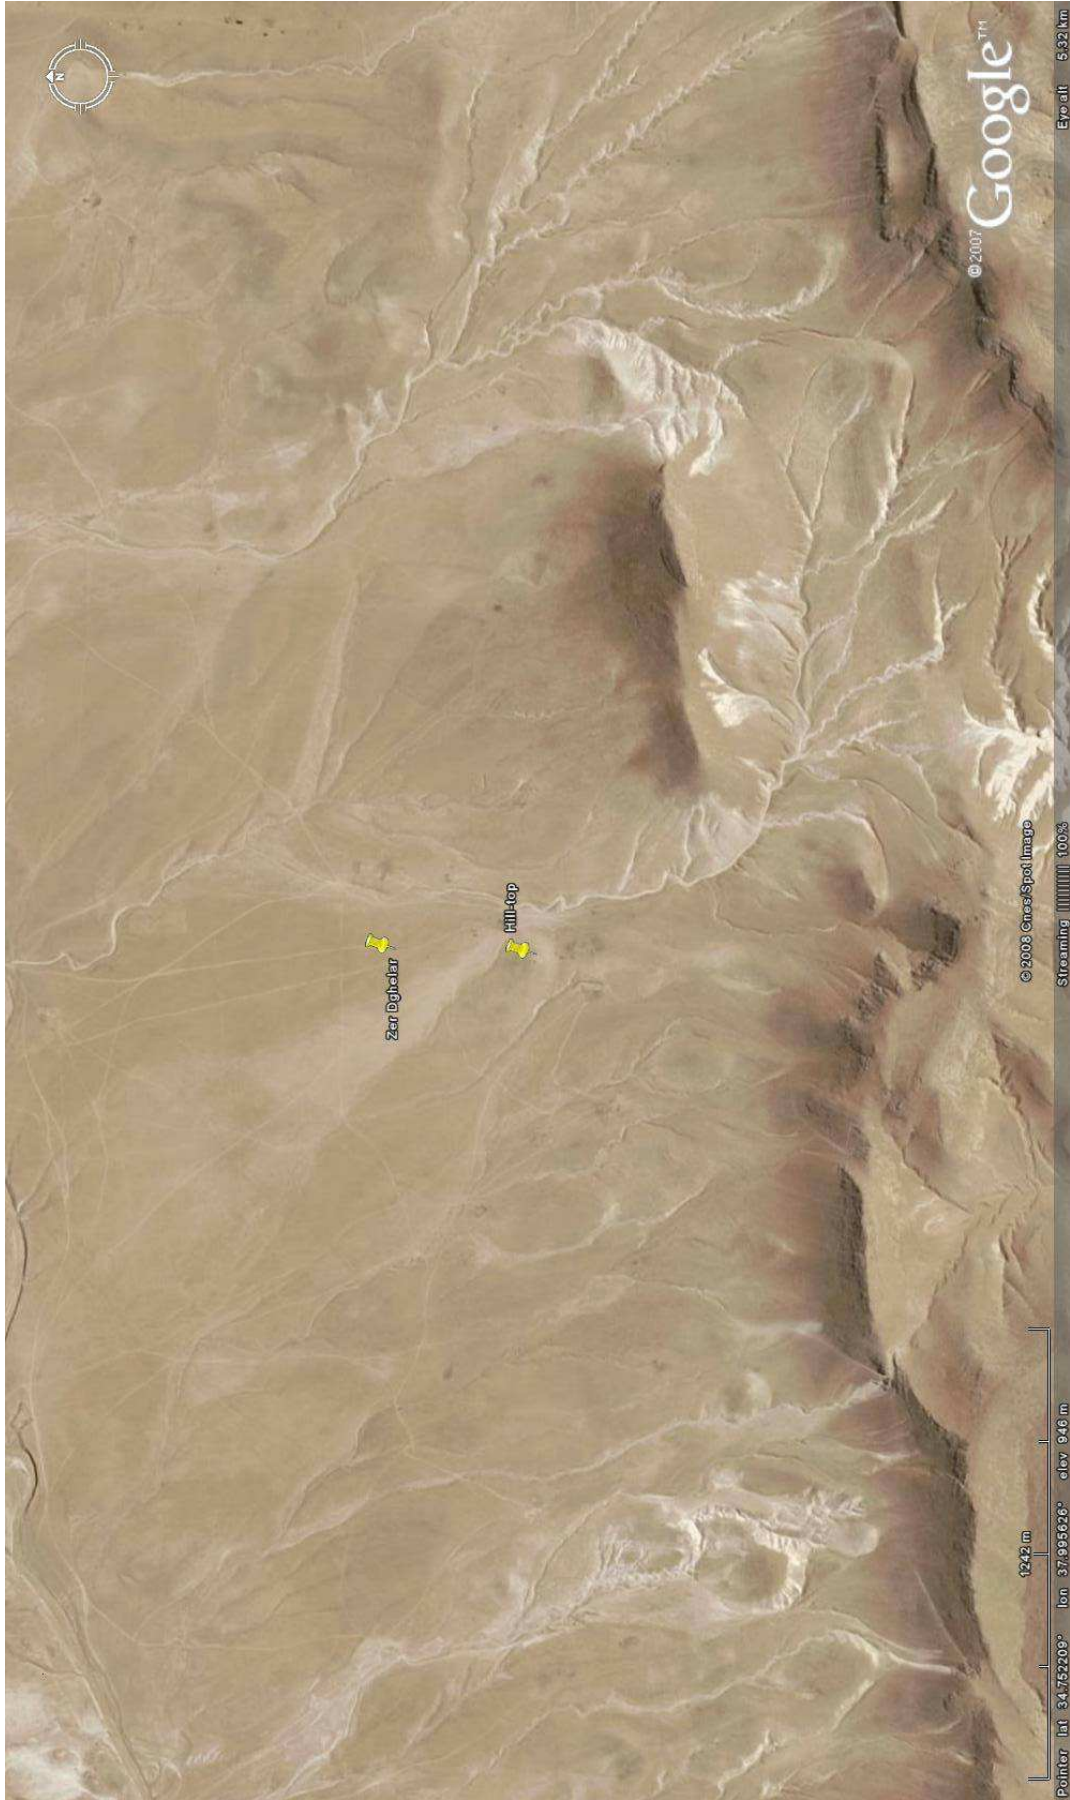 N
Zer Dghelar
Hill-top
©2007 Google™
© 2008 Cnes/Spot Image
1242 m
Pointer lat 34.752209° lon 37.995626° elev 946 m Streaming ||||||||| 100% Eye alt 5.32 km